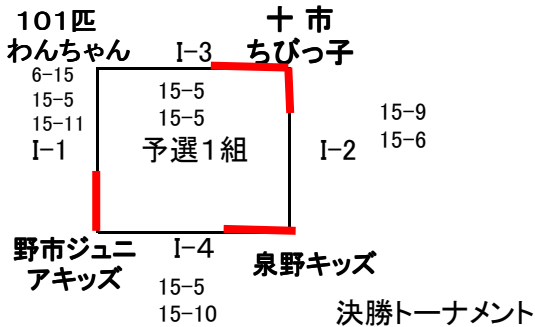 101匹
わんちゃん
十 市
ちびっ子
I-3
6-15
15-5
15-11
I-1
15-5
15-5
予選1組
I-2
15-9
15-6
野市ジュニ
アキッズ
I-4
泉野キッズ
15-5
15-10
決勝トーナメント